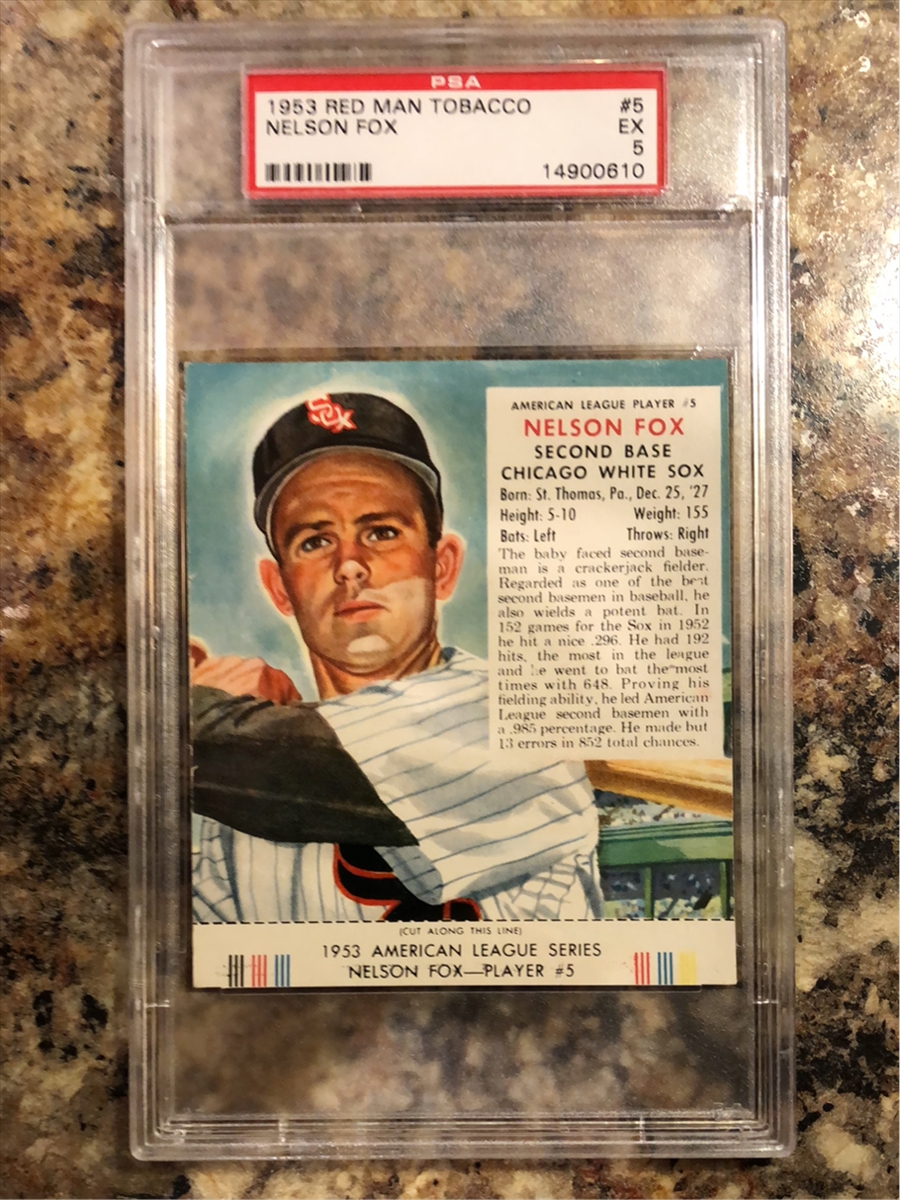 PSA
1953 RED MAN TOBACCO #5
NELSON FOX EX
5
14900610
SOX
AMERICAN LEAGUE PLAYER #5
NELSON FOX
SECOND BASE
CHICAGO WHITE SOX
Born: St. Thomas, Pa., Dec. 25, '27
Height: 5-10 Weight: 155
Bats: Left Throws: Right
The baby faced second base-
man is a crackerjack fielder.
Regarded as one of the best
second basemen in baseball, he
also wields a potent bat. In
152 games for the Sox in 1952
he hit a nice .296. He had 192
hits, the most in the league
and he went to bat the most
times with 648. Proving his
fielding ability, he led American
League second basemen with
a .985 percentage. He made but
13 errors in 852 total chances.
(CUT ALONG THIS LINE)
1953 AMERICAN LEAGUE SERIES
NELSON FOX—PLAYER #5